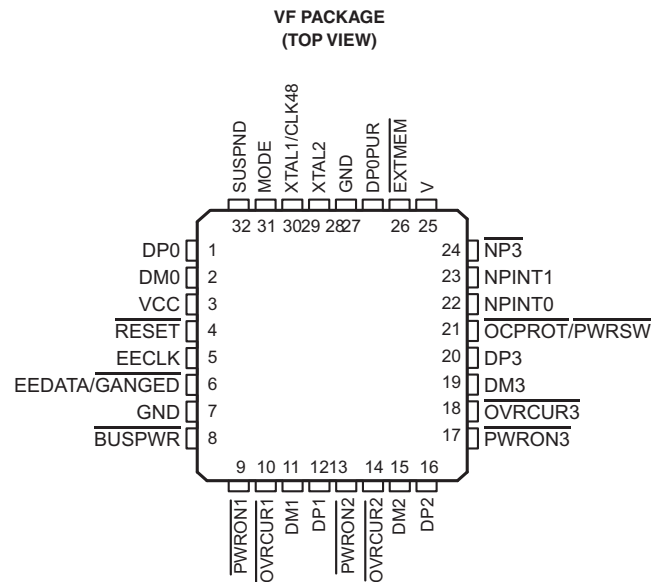 VF PACKAGE
(TOP VIEW)
SUSPND
MODE
XTAL1/CLK48
XTAL2
GND
DP0PUR
EXTMEM
V
32 31 30 29 28 27 26 25
DP0 1
DM0 2
VCC 3
RESET 4
EECLK 5
EEDATA/GANGED 6
GND 7
BUSPWR 8
24 NP3
23 NPINT1
22 NPINT0
21 OCPROT/PWRSW
20 DP3
19 DM3
18 OVRCUR3
17 PWRON3
9 10 11 12 13 14 15 16
PWRON1
OVRCUR1
DM1
DP1
PWRON2
OVRCUR2
DM2
DP2